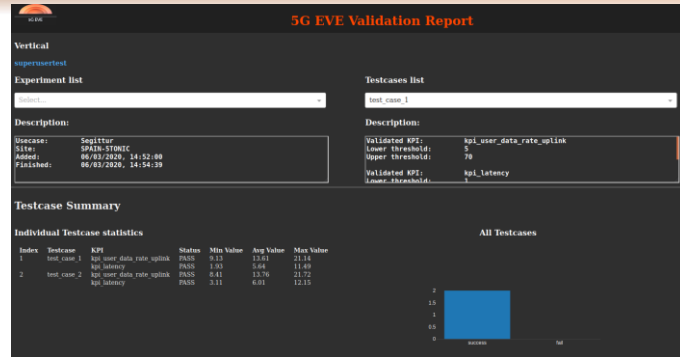 5G EVE
5G EVE Validation Report
Vertical
superusertest
Experiment list
Select...
Description:
Usecase: Segittur
Site: SPAIN-5TONIC
Added: 06/03/2020, 14:52:00
Finished: 06/03/2020, 14:54:39
Testcases list
test_case_1
Description:
Validated KPI: kpi_user_data_rate_uplink
Lower threshold: 5
Upper threshold: 70
Validated KPI: kpi_latency
Lower threshold: 1
Testcase Summary
Individual Testcase statistics
Index Testcase KPI Status Min Value Avg Value Max Value
1 test_case_1 kpi_user_data_rate_uplink PASS 9.13 13.61 21.14
kpi_latency PASS 1.93 5.64 11.49
2 test_case_2 kpi_user_data_rate_uplink PASS 8.41 13.76 21.72
kpi_latency PASS 3.11 6.01 12.15
All Testcases
2
1.5
1
0.5
0
success fail